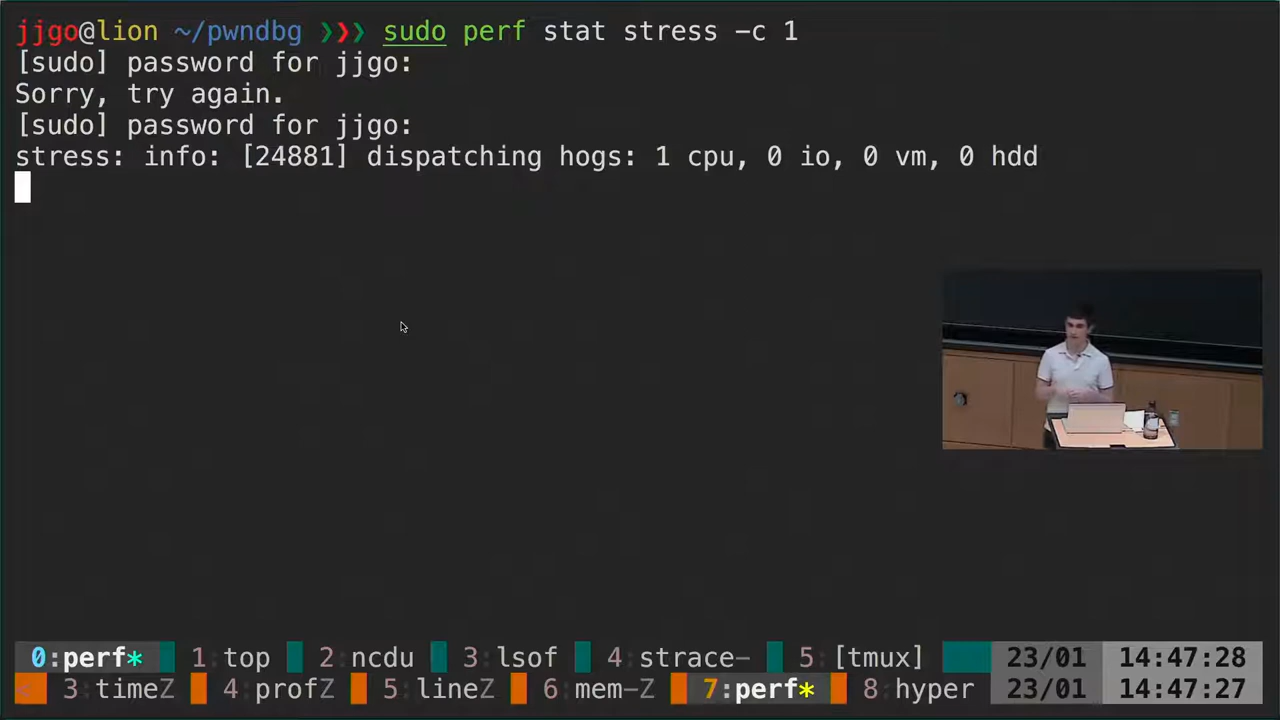 jjgo@lion ~/pwndbg ❯❯❯ sudo perf stat stress -c 1
[sudo] password for jjgo:
Sorry, try again.
[sudo] password for jjgo:
stress: info: [24881] dispatching hogs: 1 cpu, 0 io, 0 vm, 0 hdd
0:perf* 1:top 2:ncdu 3:lsof 4:strace- 5:[tmux] 23/01 14:47:28
< 3:timeZ 4:profZ 5:lineZ 6:mem-Z 7:perf* 8:hyper 23/01 14:47:27